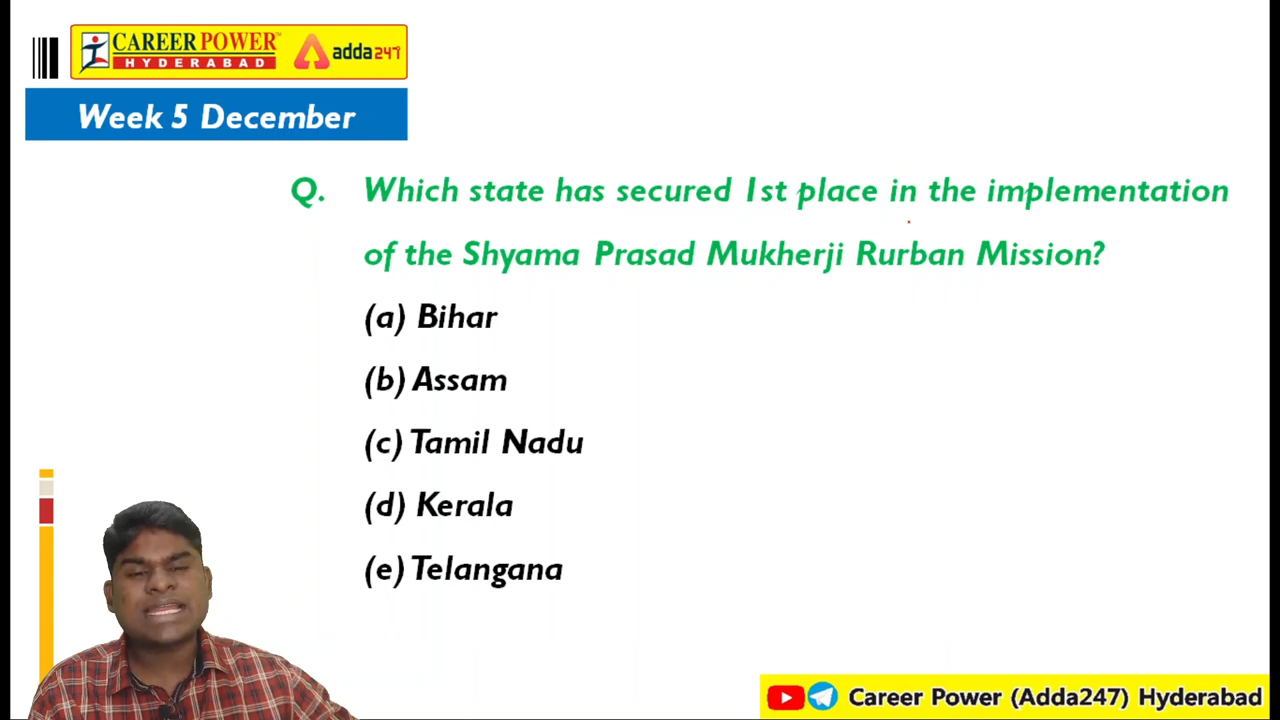 CAREER POWER
HYDERABAD
adda247
Week 5 December
Q. Which state has secured 1st place in the implementation
of the Shyama Prasad Mukherji Rurban Mission?
(a) Bihar
(b) Assam
(c) Tamil Nadu
(d) Kerala
(e) Telangana
Career Power (Adda247) Hyderabad